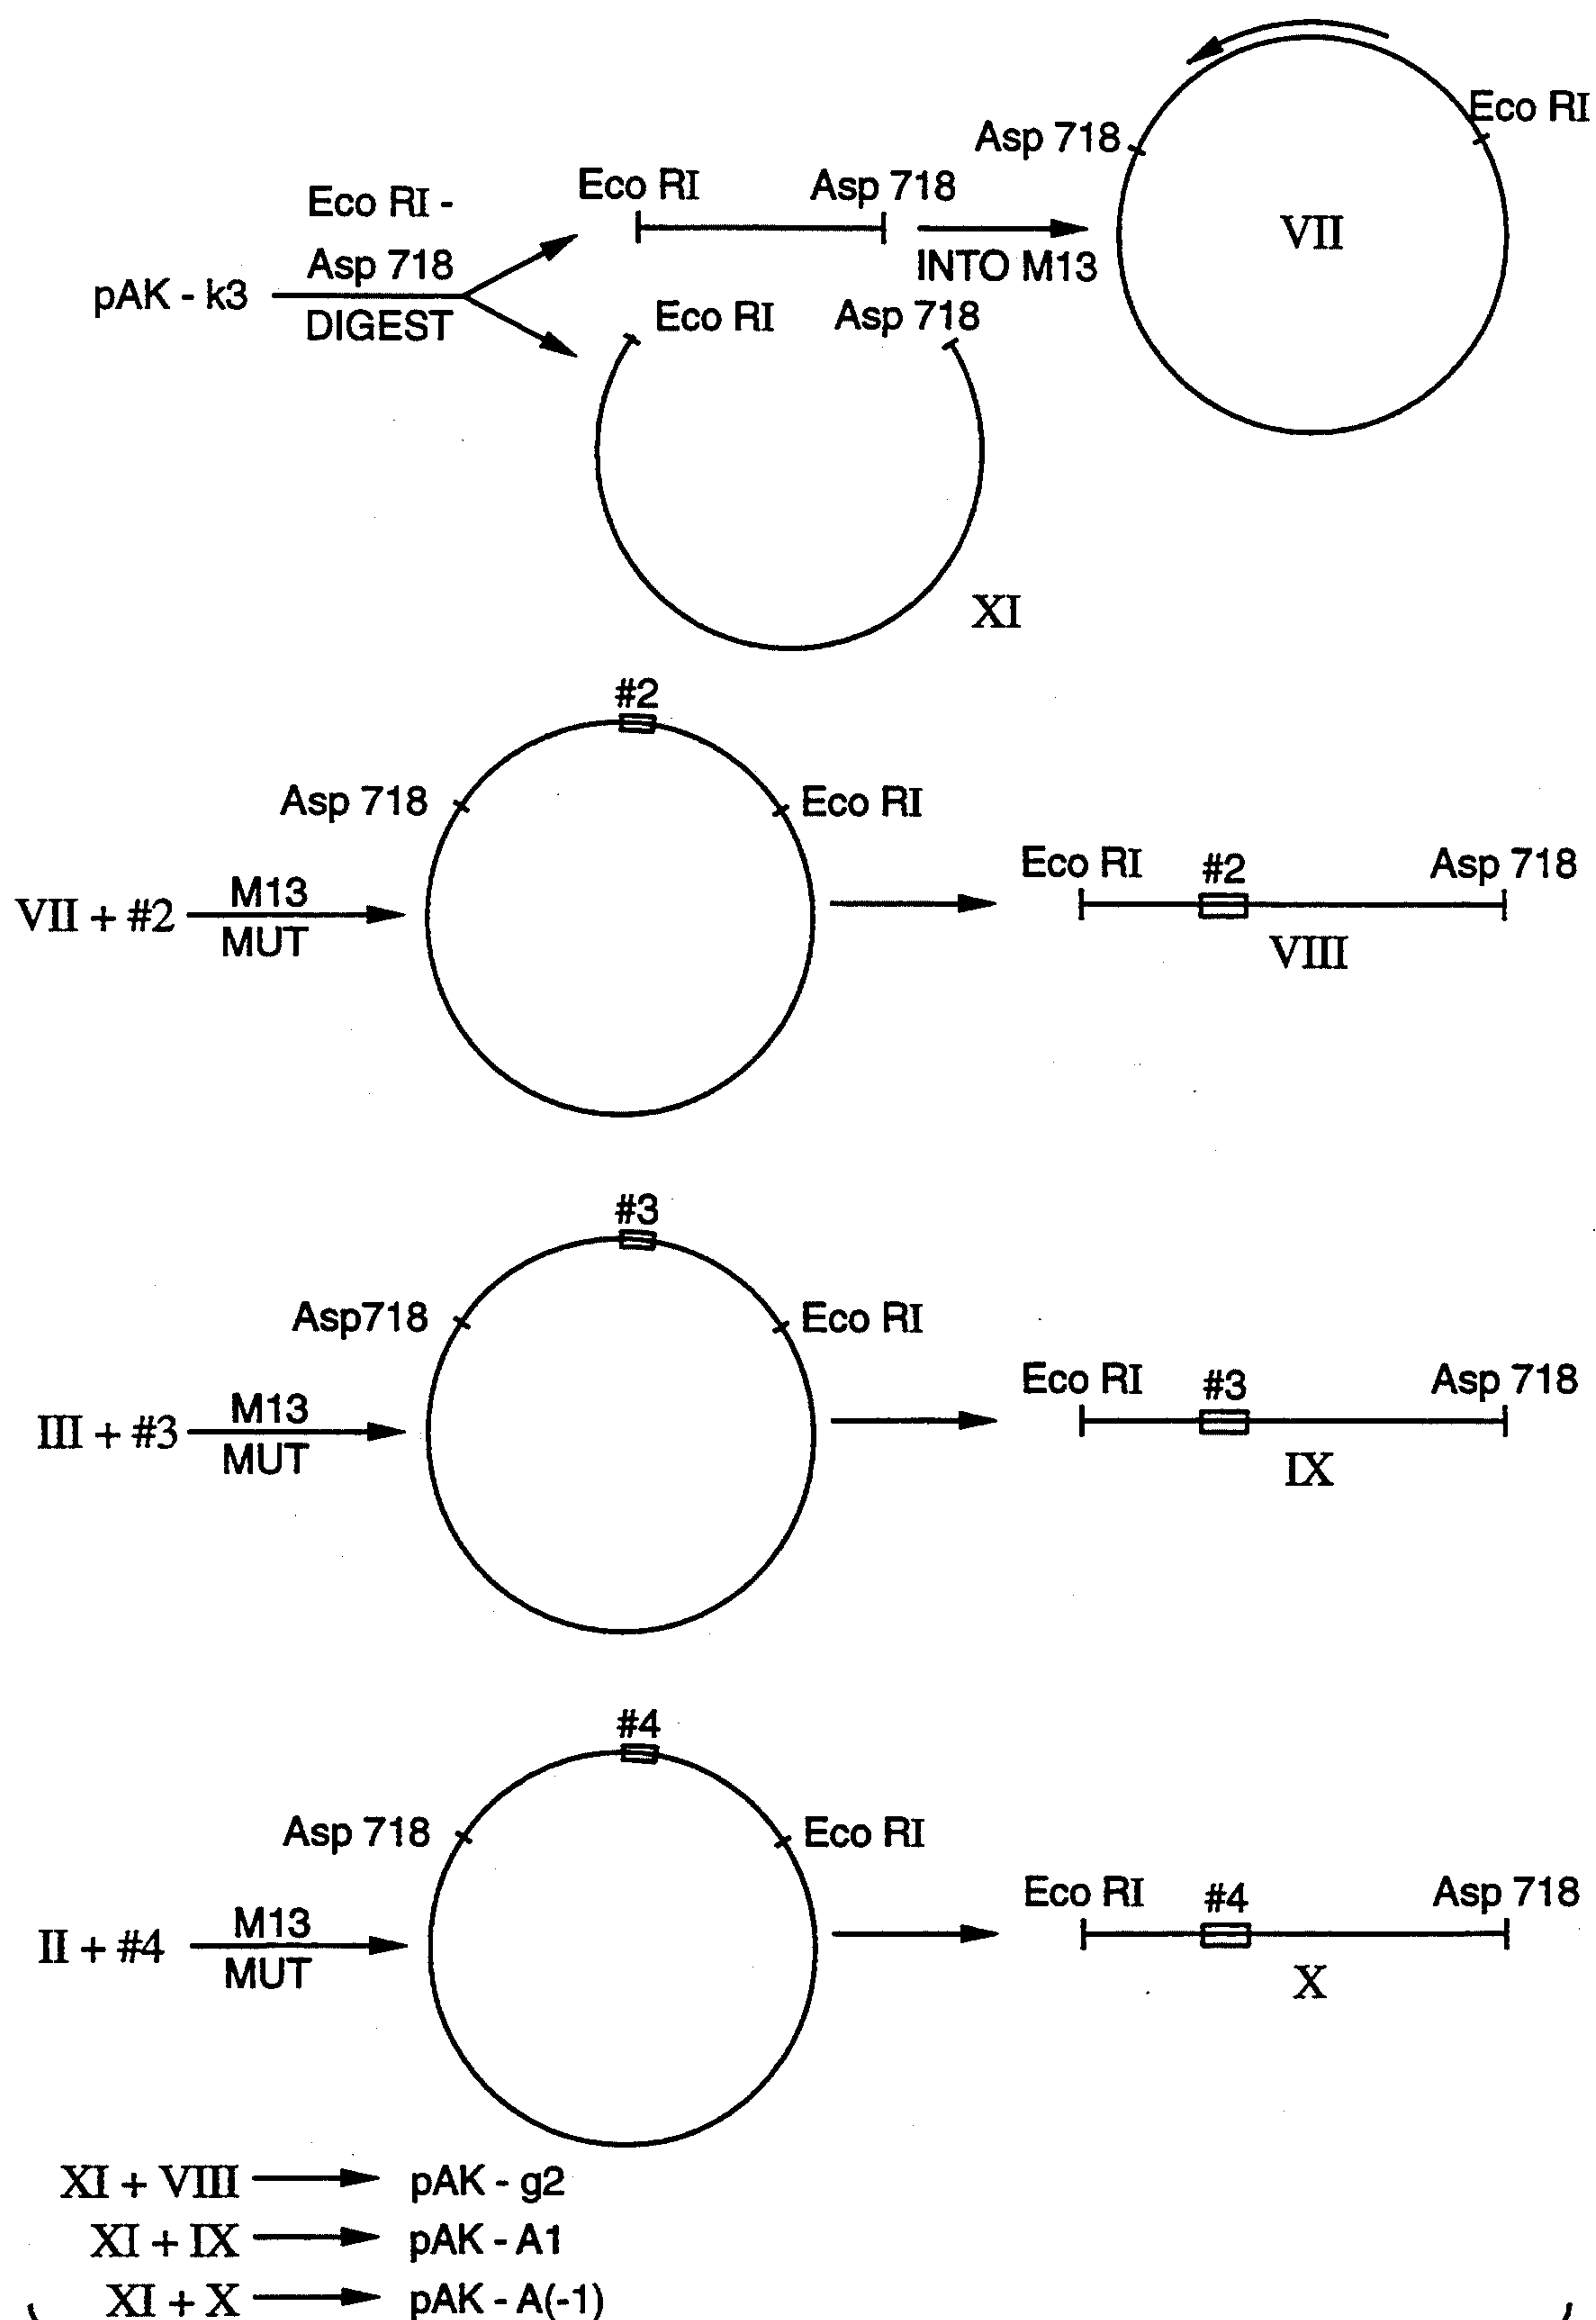 Eco RI
Asp 718
Eco RI
Asp 718
Eco RI -
Asp 718
DIGEST
pAK - k3
INTO M13
VII
Eco RI
Asp 718
XI
#2
Asp 718
Eco RI
VII + #2
M13
MUT
Eco RI
#2
Asp 718
VIII
#3
Asp718
Eco RI
III + #3
M13
MUT
Eco RI
#3
Asp 718
IX
#4
Asp 718
Eco RI
II + #4
M13
MUT
Eco RI
#4
Asp 718
X
XI + VIII pAK - g2
XI + IX pAK - A1
XI + X pAK - A(-1)